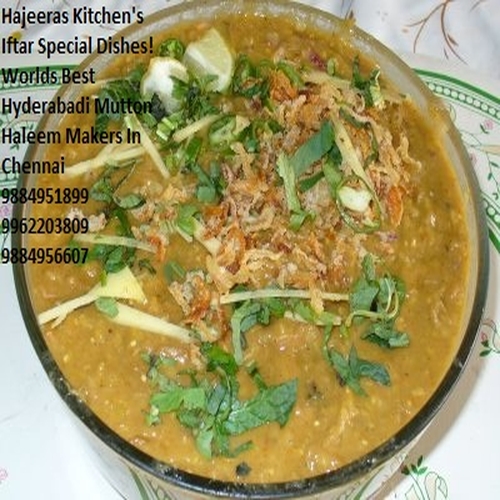 Hajeeras Kitchen's
Iftar Special Dishes!
Worlds Best
Hyderabadi Mutton
Haleem Makers In
Chennai
9884951899
9962203809
9884956607